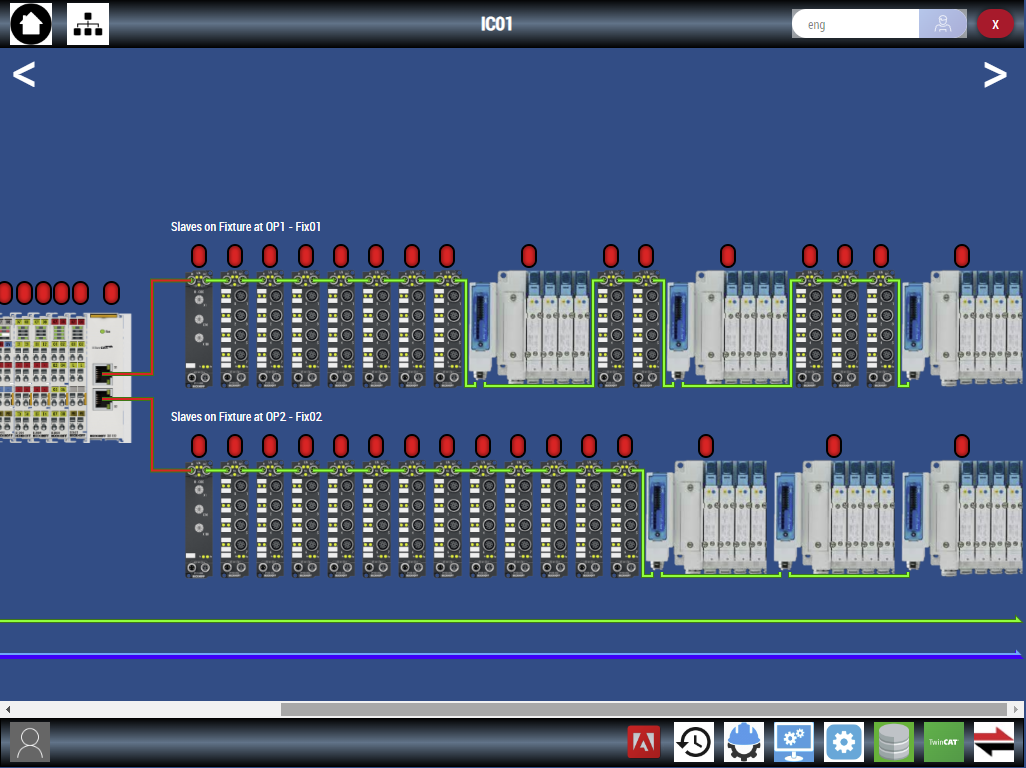 IC01
eng
X
<
>
Slaves on Fixture at OP1 - Fix01
Slaves on Fixture at OP2 - Fix02
TwinCAT